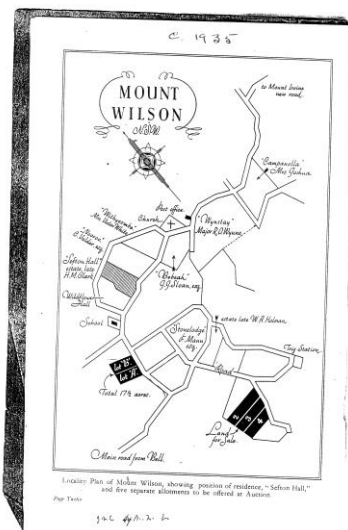 C. 1935
MOUNT
WILSON
N.S.W.
to Mount Irvine
new road.
"Campanella"
Mrs Joshua
Post office
Church
"Withycombe"
"Wynstay"
Major R.O. Wynne
"Sefton Hall"
estate, late
H.M. Clark
"Bebeah"
G.G. Sloan, esq.
School
Stonelodge
F. Mann,
esq.
estate late W.A. Holman
Toy Station
Road
lot 'B'
lot 'A'
Total 17½ acres.
Land
for Sale.
Main road from Bell.
Locality Plan of Mount Wilson, showing position of residence, "Sefton Hall,"
and five separate allotments to be offered at Auction
Page Twelve